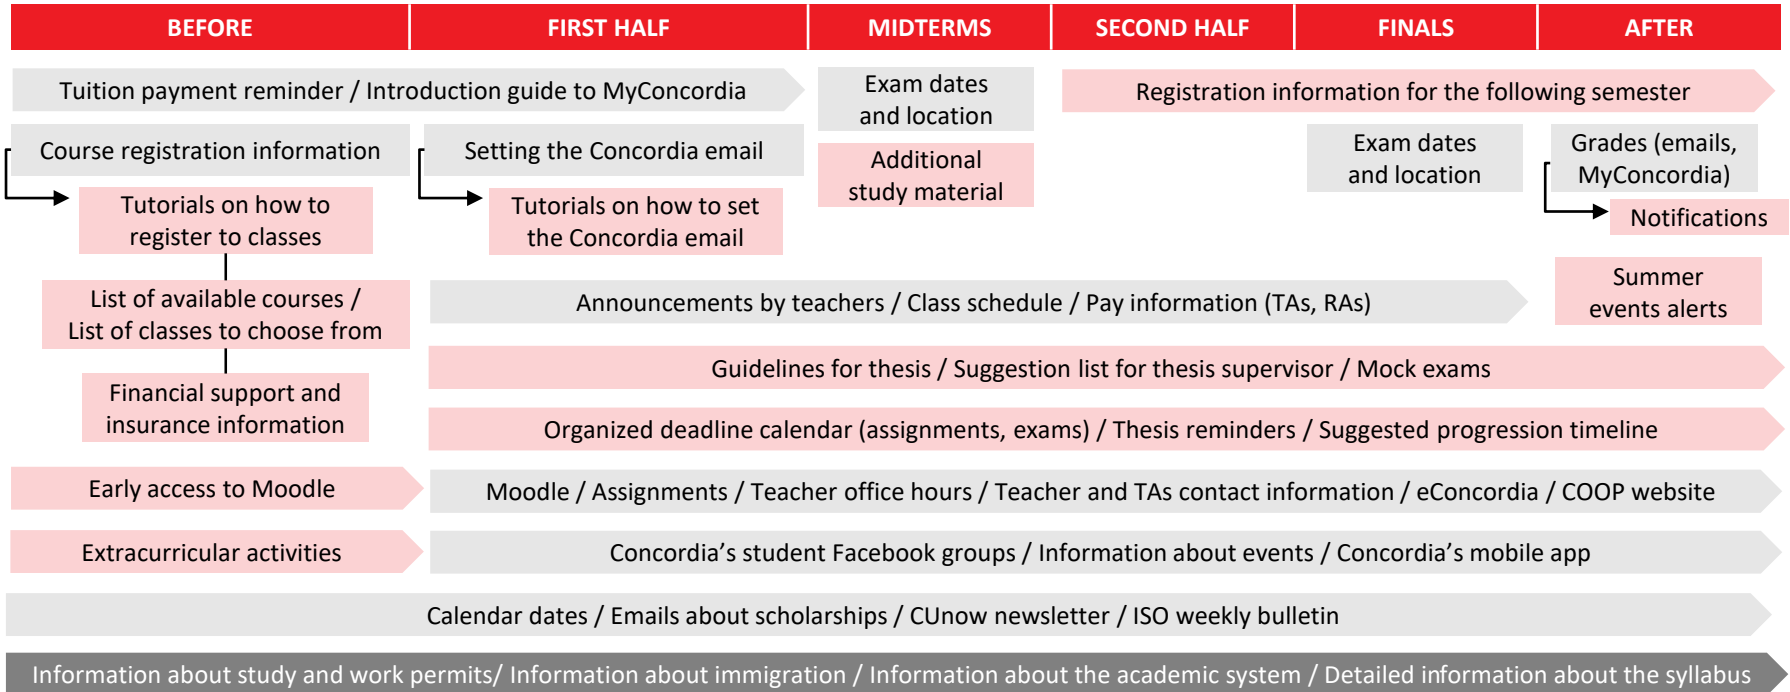 BEFORE
FIRST HALF
MIDTERMS
SECOND HALF
FINALS
AFTER
Tuition payment reminder / Introduction guide to MyConcordia
Exam dates
and location
Registration information for the following semester
Course registration information
Setting the Concordia email
Additional
study material
Exam dates
and location
Grades (emails,
MyConcordia)
Tutorials on how to
register to classes
Tutorials on how to set
the Concordia email
Notifications
List of available courses /
List of classes to choose from
Announcements by teachers / Class schedule / Pay information (TAs, RAs)
Summer
events alerts
Guidelines for thesis / Suggestion list for thesis supervisor / Mock exams
Financial support and
insurance information
Organized deadline calendar (assignments, exams) / Thesis reminders / Suggested progression timeline
Early access to Moodle
Moodle / Assignments / Teacher office hours / Teacher and TAs contact information / eConcordia / COOP website
Extracurricular activities
Concordia's student Facebook groups / Information about events / Concordia's mobile app
Calendar dates / Emails about scholarships / CUnow newsletter / ISO weekly bulletin
Information about study and work permits/ Information about immigration / Information about the academic system / Detailed information about the syllabus